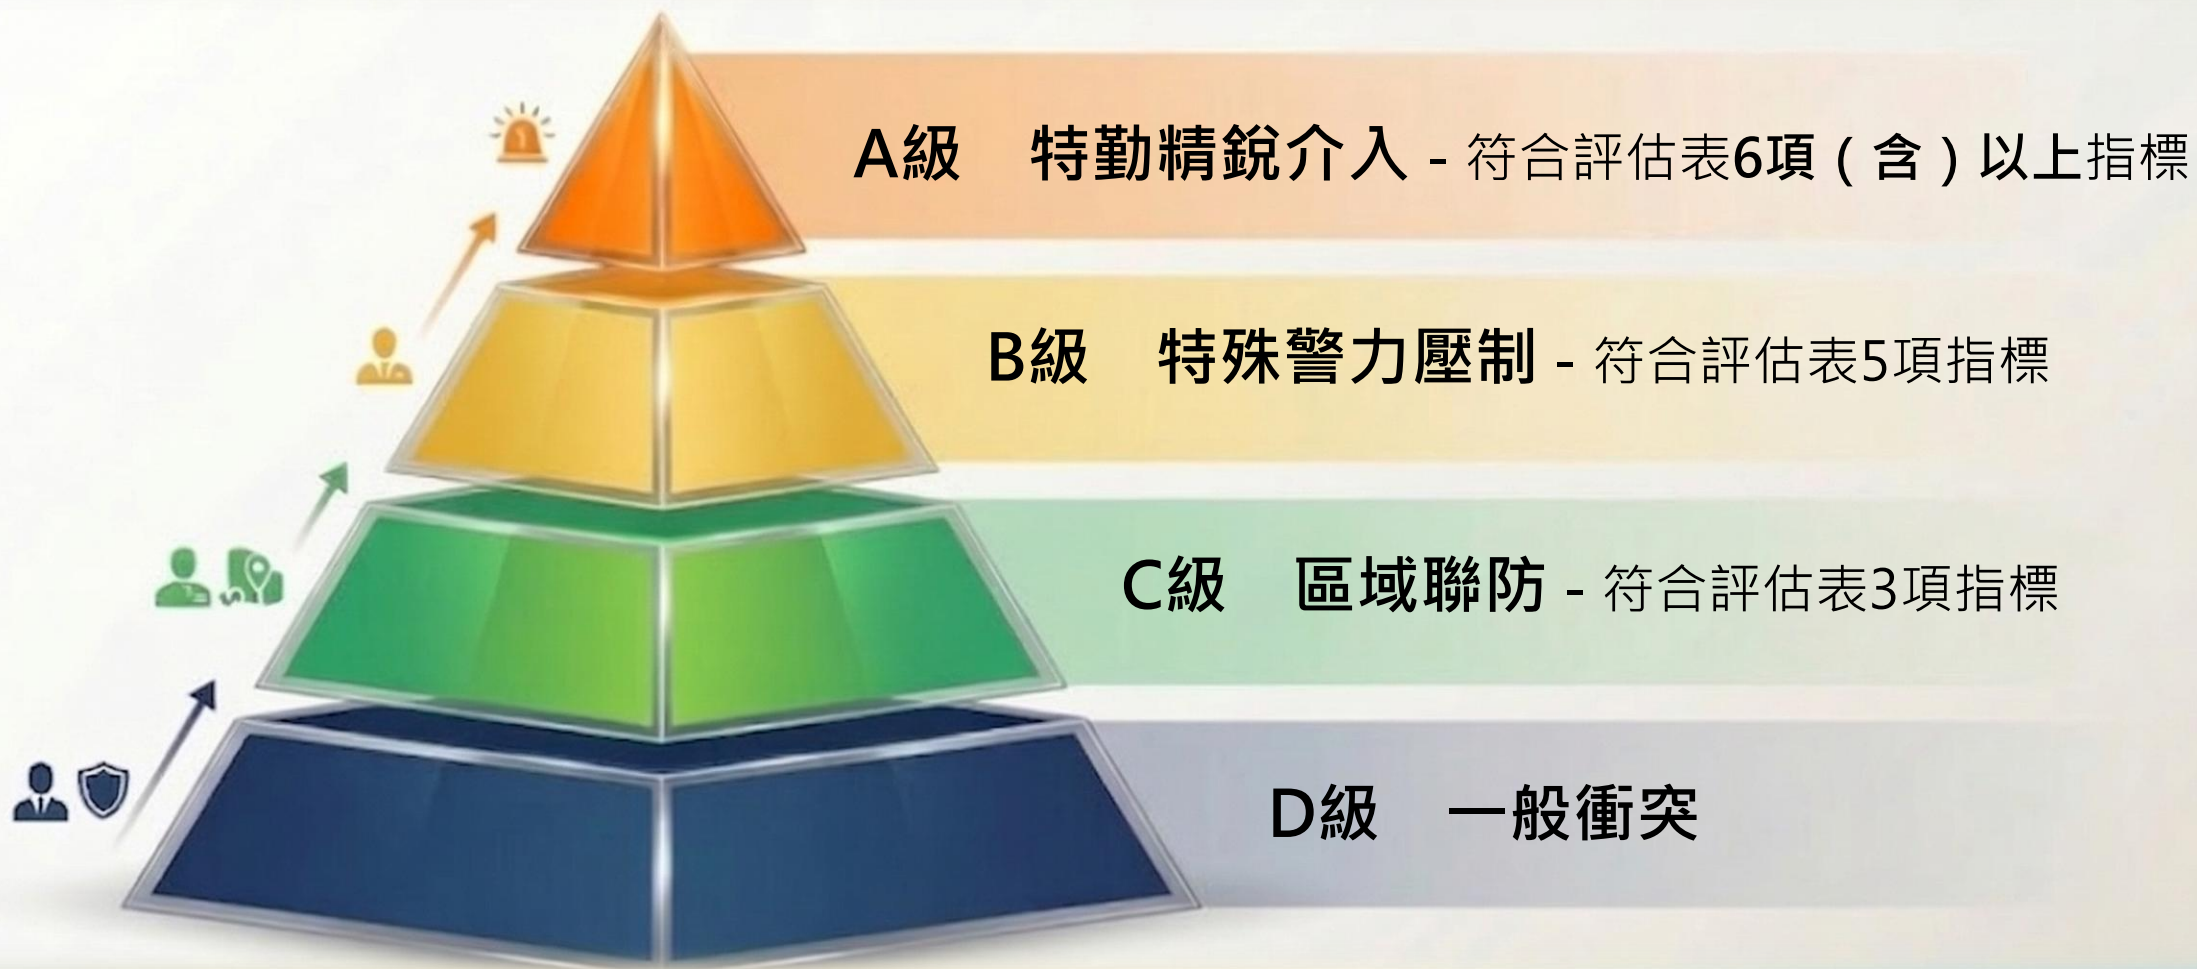 A級　特勤精銳介入 - 符合評估表6項（含）以上指標
B級　特殊警力壓制 - 符合評估表5項指標
C級　區域聯防 - 符合評估表3項指標
D級　一般衝突